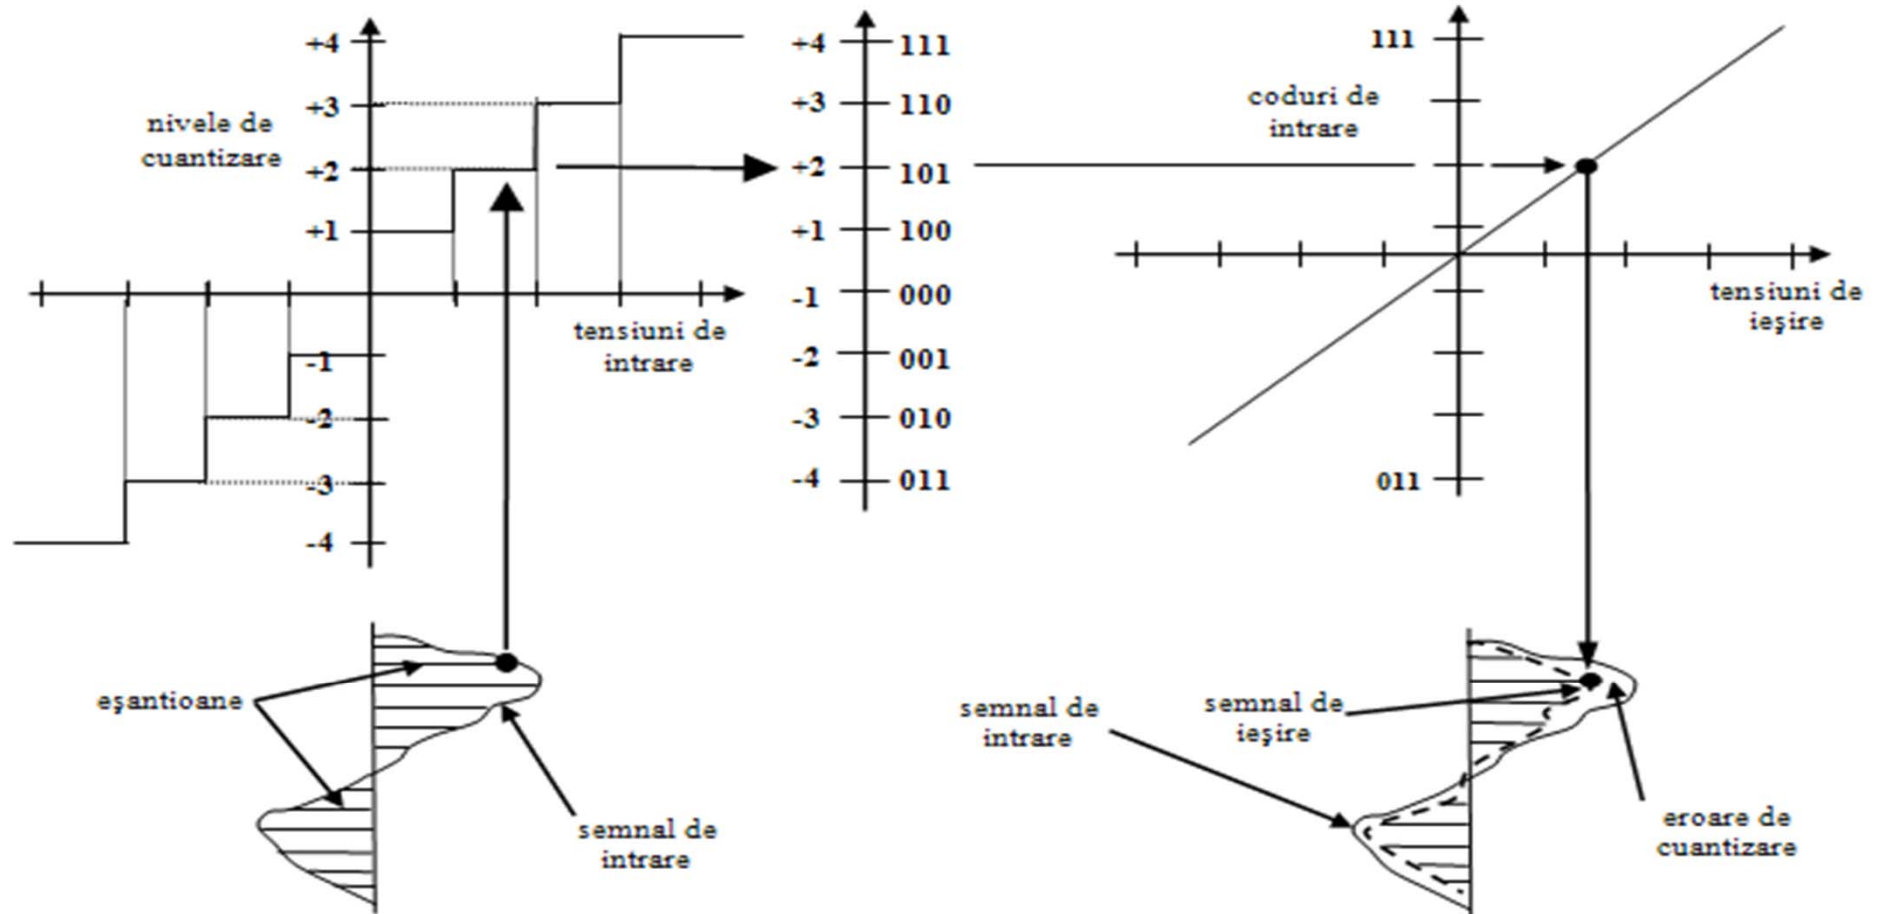 +4
+3
nivele de
cuantizare
+2
+1
-1
-2
-3
-4
tensiuni de
intrare
+4 111
+3 110
+2 101
+1 100
-1 000
-2 001
-3 010
-4 011
111
coduri de
intrare
tensiuni de
ieşire
011
eşantioane
semnal de
intrare
semnal de
intrare
semnal de
ieşire
eroare de
cuantizare